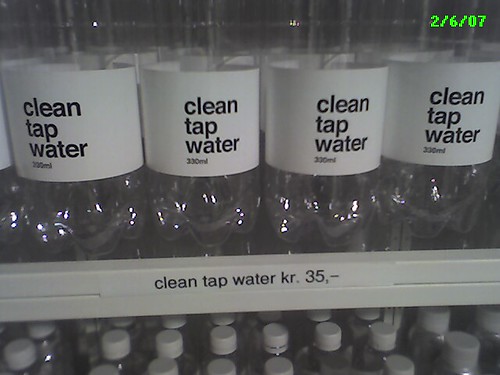 2/6/07
clean
tap
water
330ml
clean
tap
water
330ml
clean
tap
water
330ml
clean
tap
water
330ml
clean tap water kr. 35,–